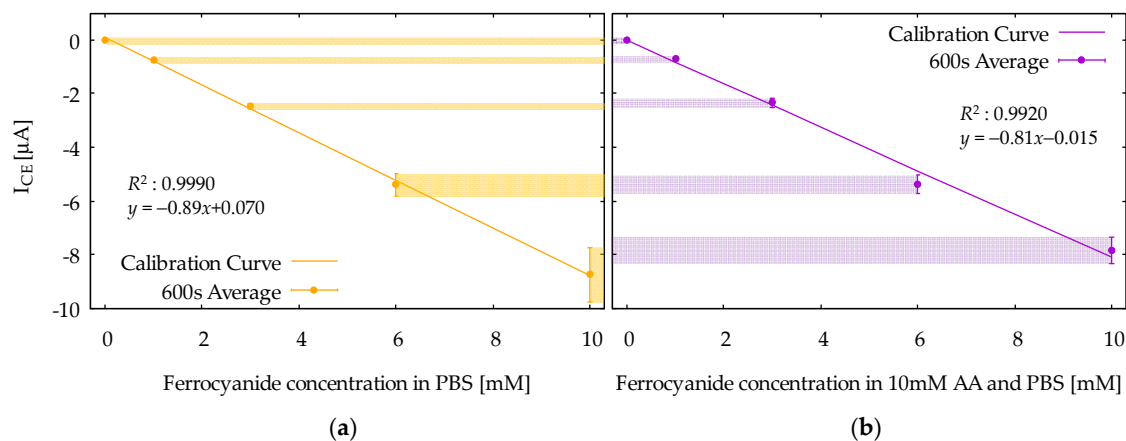 0
-2
-4
-6
-8
-10
I_CE [µA]
R² : 0.9990
y = −0.89x+0.070
Calibration Curve
600s Average
0 2 4 6 8 10
Ferrocyanide concentration in PBS [mM]
(a)
Calibration Curve
600s Average
R² : 0.9920
y = −0.81x−0.015
0 2 4 6 8 10
Ferrocyanide concentration in 10mM AA and PBS [mM]
(b)